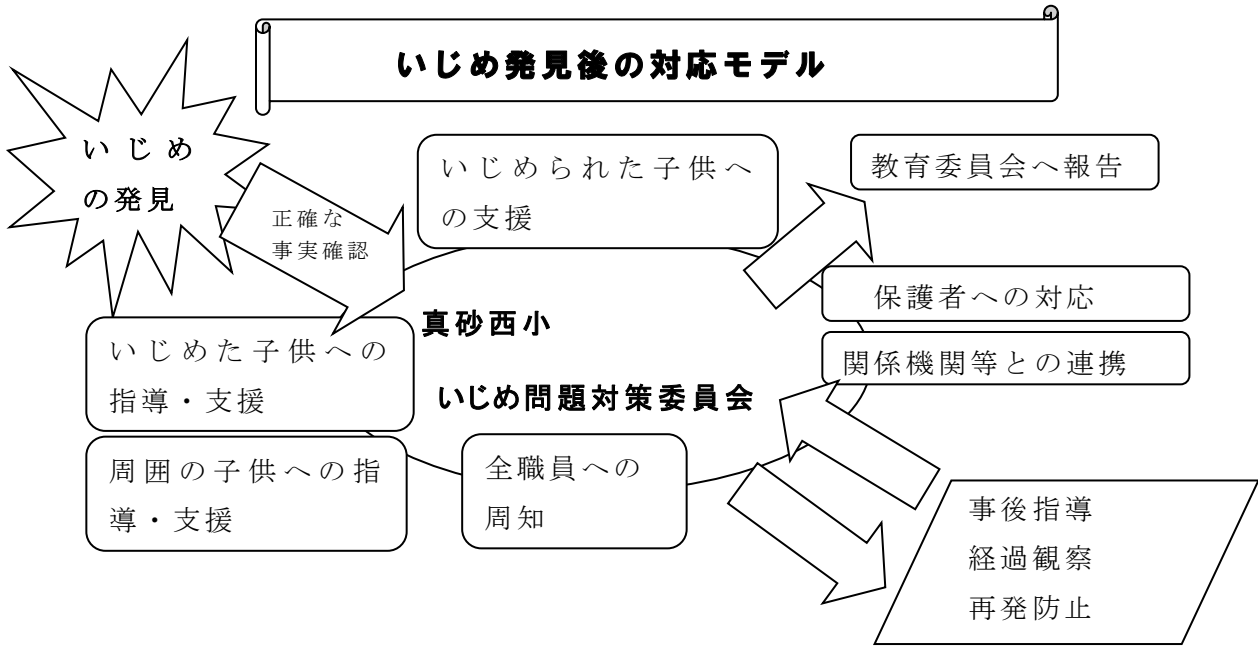 いじめ発見後の対応モデル
いじめ
の発見
正確な
事実確認
いじめられた子供へ
の支援
教育委員会へ報告
保護者への対応
関係機関等との連携
真砂西小
いじめ問題対策委員会
いじめた子供への
指導・支援
周囲の子供への指
導・支援
全職員への
周知
事後指導
経過観察
再発防止